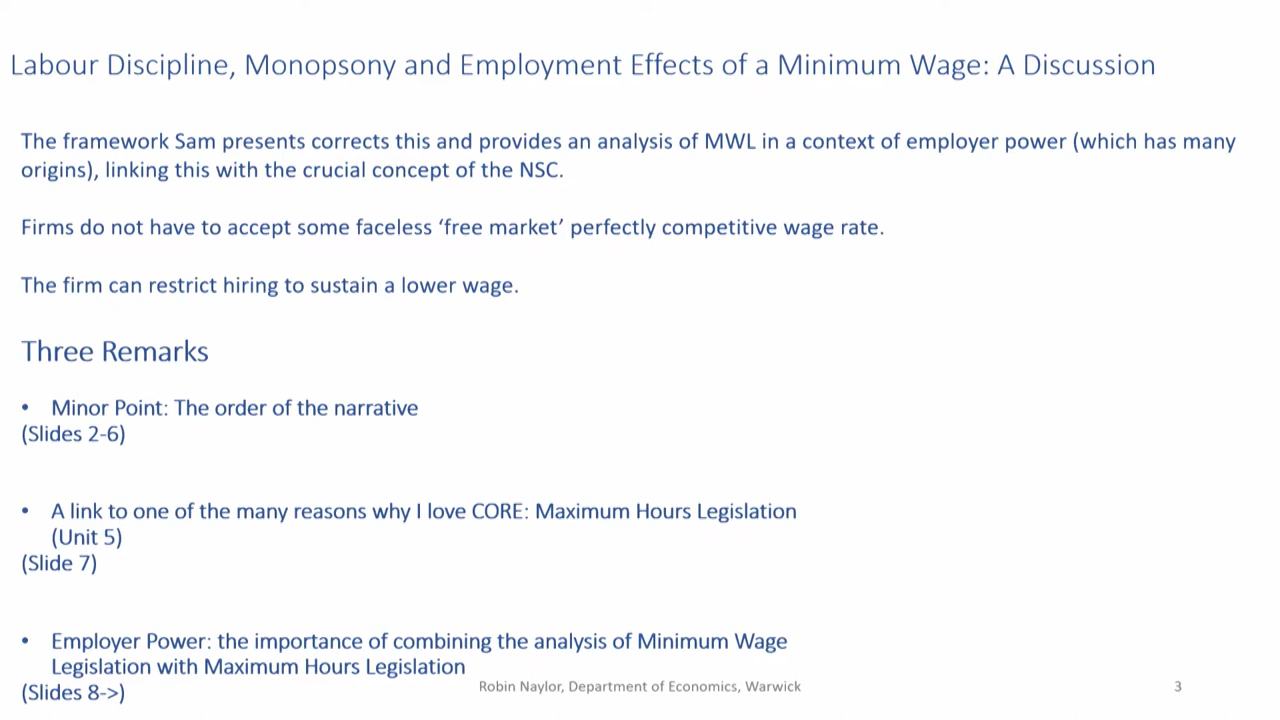 Labour Discipline, Monopsony and Employment Effects of a Minimum Wage: A Discussion
The framework Sam presents corrects this and provides an analysis of MWL in a context of employer power (which has many
origins), linking this with the crucial concept of the NSC.
Firms do not have to accept some faceless ‘free market’ perfectly competitive wage rate.
The firm can restrict hiring to sustain a lower wage.
Three Remarks
• Minor Point: The order of the narrative
(Slides 2-6)
• A link to one of the many reasons why I love CORE: Maximum Hours Legislation
(Unit 5)
(Slide 7)
• Employer Power: the importance of combining the analysis of Minimum Wage
Legislation with Maximum Hours Legislation
(Slides 8->)
Robin Naylor, Department of Economics, Warwick
3